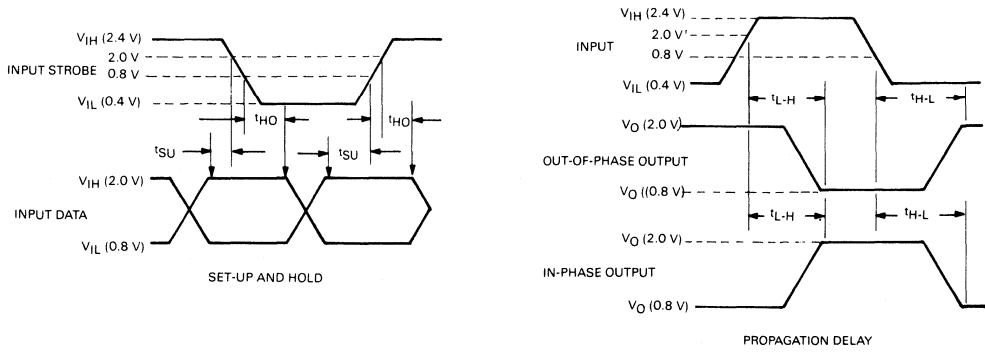 VIH (2.4 V)
2.0 V
INPUT STROBE
0.8 V
VIL (0.4 V)
tHO
tHO
tSU
tSU
VIH (2.0 V)
INPUT DATA
VIL (0.8 V)
SET-UP AND HOLD
VIH (2.4 V)
2.0 V'
INPUT
0.8 V
VIL (0.4 V)
tL-H
tH-L
VO (2.0 V)
OUT-OF-PHASE OUTPUT
VO ((0.8 V)
tL-H
tH-L
VO (2.0 V)
IN-PHASE OUTPUT
VO (0.8 V)
PROPAGATION DELAY